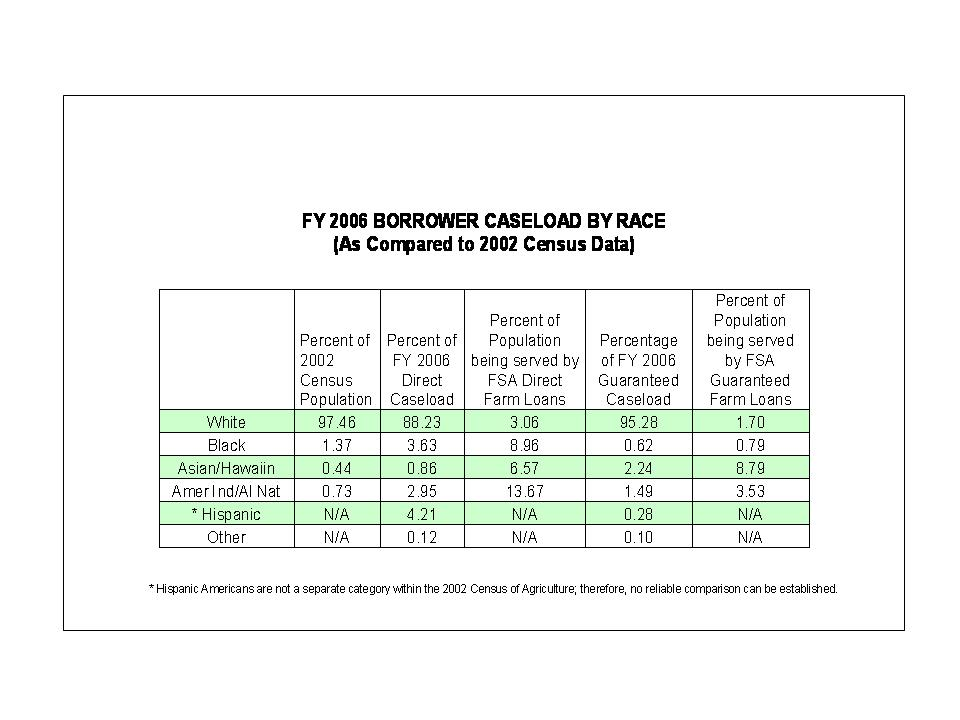 FY 2006 BORROWER CASELOAD BY RACE
(As Compared to 2002 Census Data)
Percent of 2002 Census Population
Percent of FY 2006 Direct Caseload
Percent of Population being served by FSA Direct Farm Loans
Percentage of FY 2006 Guaranteed Caseload
Percent of Population being served by FSA Guaranteed Farm Loans
White 97.46 88.23 3.06 95.28 1.70
Black 1.37 3.63 8.96 0.62 0.79
Asian/Hawaiin 0.44 0.86 6.57 2.24 8.79
Amer Ind/Al Nat 0.73 2.95 13.67 1.49 3.53
* Hispanic N/A 4.21 N/A 0.28 N/A
Other N/A 0.12 N/A 0.10 N/A
* Hispanic Americans are not a separate category within the 2002 Census of Agriculture; therefore, no reliable comparison can be established.